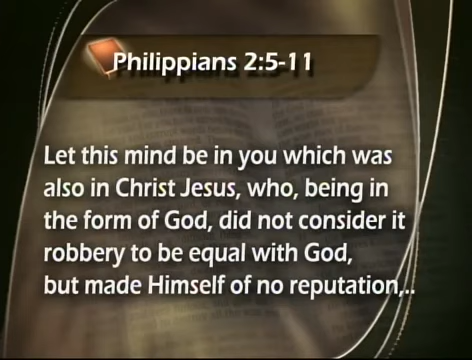 Philippians 2:5-11
Let this mind be in you which was
also in Christ Jesus, who, being in
the form of God, did not consider it
robbery to be equal with God,
but made Himself of no reputation,..